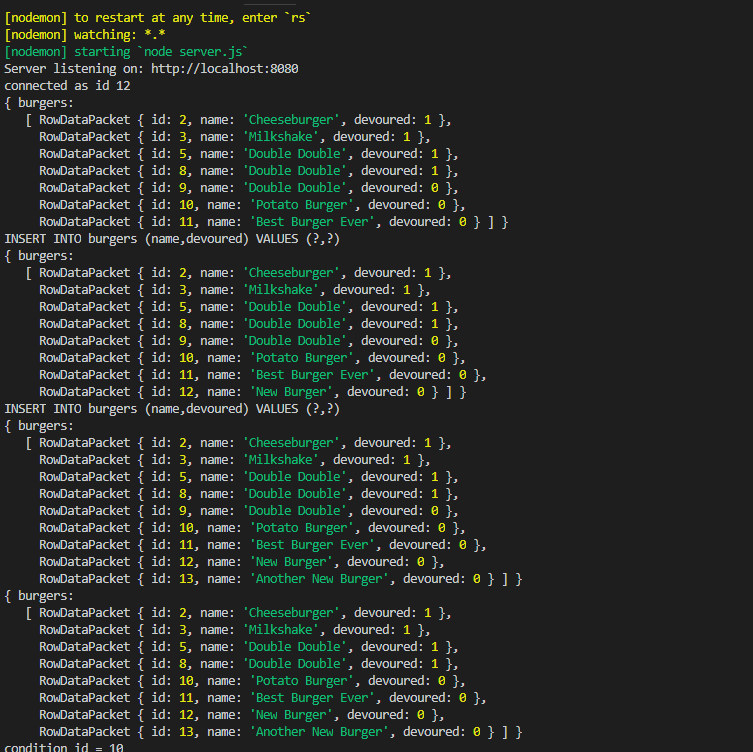 [nodemon] to restart at any time, enter `rs`
[nodemon] watching: *.*
[nodemon] starting `node server.js`
Server listening on: http://localhost:8080
connected as id 12
{ burgers:
   [ RowDataPacket { id: 2, name: 'Cheeseburger', devoured: 1 },
     RowDataPacket { id: 3, name: 'Milkshake', devoured: 1 },
     RowDataPacket { id: 5, name: 'Double Double', devoured: 1 },
     RowDataPacket { id: 8, name: 'Double Double', devoured: 1 },
     RowDataPacket { id: 9, name: 'Double Double', devoured: 0 },
     RowDataPacket { id: 10, name: 'Potato Burger', devoured: 0 },
     RowDataPacket { id: 11, name: 'Best Burger Ever', devoured: 0 } ] }
INSERT INTO burgers (name,devoured) VALUES (?,?)
{ burgers:
   [ RowDataPacket { id: 2, name: 'Cheeseburger', devoured: 1 },
     RowDataPacket { id: 3, name: 'Milkshake', devoured: 1 },
     RowDataPacket { id: 5, name: 'Double Double', devoured: 1 },
     RowDataPacket { id: 8, name: 'Double Double', devoured: 1 },
     RowDataPacket { id: 9, name: 'Double Double', devoured: 0 },
     RowDataPacket { id: 10, name: 'Potato Burger', devoured: 0 },
     RowDataPacket { id: 11, name: 'Best Burger Ever', devoured: 0 },
     RowDataPacket { id: 12, name: 'New Burger', devoured: 0 } ] }
INSERT INTO burgers (name,devoured) VALUES (?,?)
{ burgers:
   [ RowDataPacket { id: 2, name: 'Cheeseburger', devoured: 1 },
     RowDataPacket { id: 3, name: 'Milkshake', devoured: 1 },
     RowDataPacket { id: 5, name: 'Double Double', devoured: 1 },
     RowDataPacket { id: 8, name: 'Double Double', devoured: 1 },
     RowDataPacket { id: 9, name: 'Double Double', devoured: 0 },
     RowDataPacket { id: 10, name: 'Potato Burger', devoured: 0 },
     RowDataPacket { id: 11, name: 'Best Burger Ever', devoured: 0 },
     RowDataPacket { id: 12, name: 'New Burger', devoured: 0 },
     RowDataPacket { id: 13, name: 'Another New Burger', devoured: 0 } ] }
{ burgers:
   [ RowDataPacket { id: 2, name: 'Cheeseburger', devoured: 1 },
     RowDataPacket { id: 3, name: 'Milkshake', devoured: 1 },
     RowDataPacket { id: 5, name: 'Double Double', devoured: 1 },
     RowDataPacket { id: 8, name: 'Double Double', devoured: 1 },
     RowDataPacket { id: 10, name: 'Potato Burger', devoured: 0 },
     RowDataPacket { id: 11, name: 'Best Burger Ever', devoured: 0 },
     RowDataPacket { id: 12, name: 'New Burger', devoured: 0 },
     RowDataPacket { id: 13, name: 'Another New Burger', devoured: 0 } ] }
condition id = 10